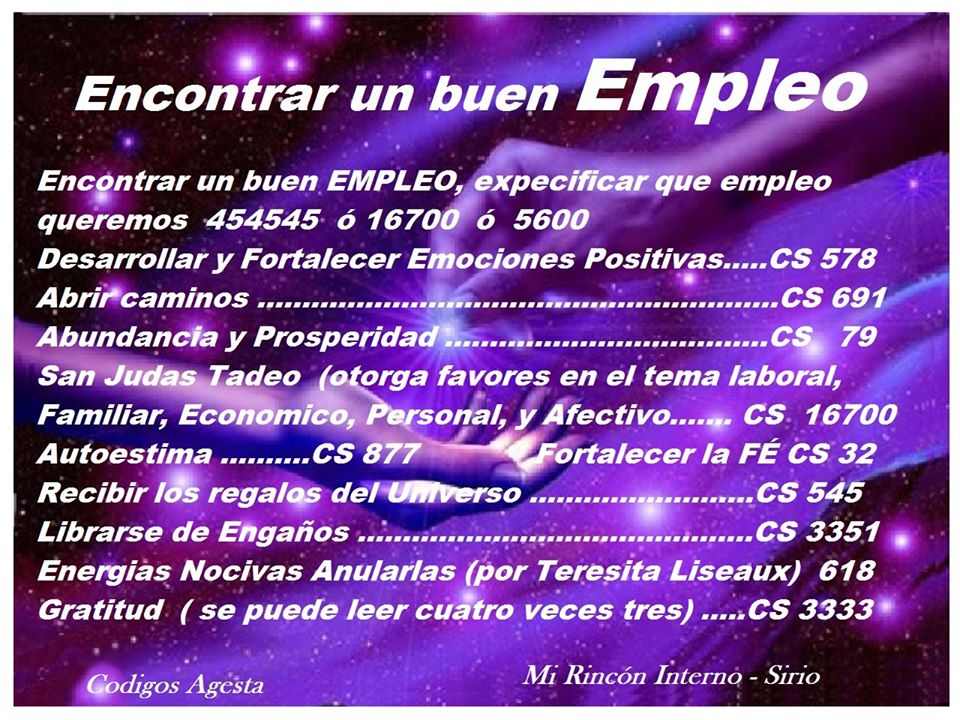 Encontrar un buen Empleo
Encontrar un buen EMPLEO, expecificar que empleo
queremos 454545 ó 16700 ó 5600
Desarrollar y Fortalecer Emociones Positivas.....CS 578
Abrir caminos ..........................................................CS 691
Abundancia y Prosperidad ....................................CS 79
San Judas Tadeo (otorga favores en el tema laboral,
Familiar, Economico, Personal, y Afectivo....... CS 16700
Autoestima ..........CS 877 Fortalecer la FÉ CS 32
Recibir los regalos del Universo .........................CS 545
Librarse de Engaños ............................................CS 3351
Energias Nocivas Anularlas (por Teresita Liseaux) 618
Gratitud ( se puede leer cuatro veces tres) .....CS 3333
Codigos Agesta
Mi Rincón Interno - Sirio